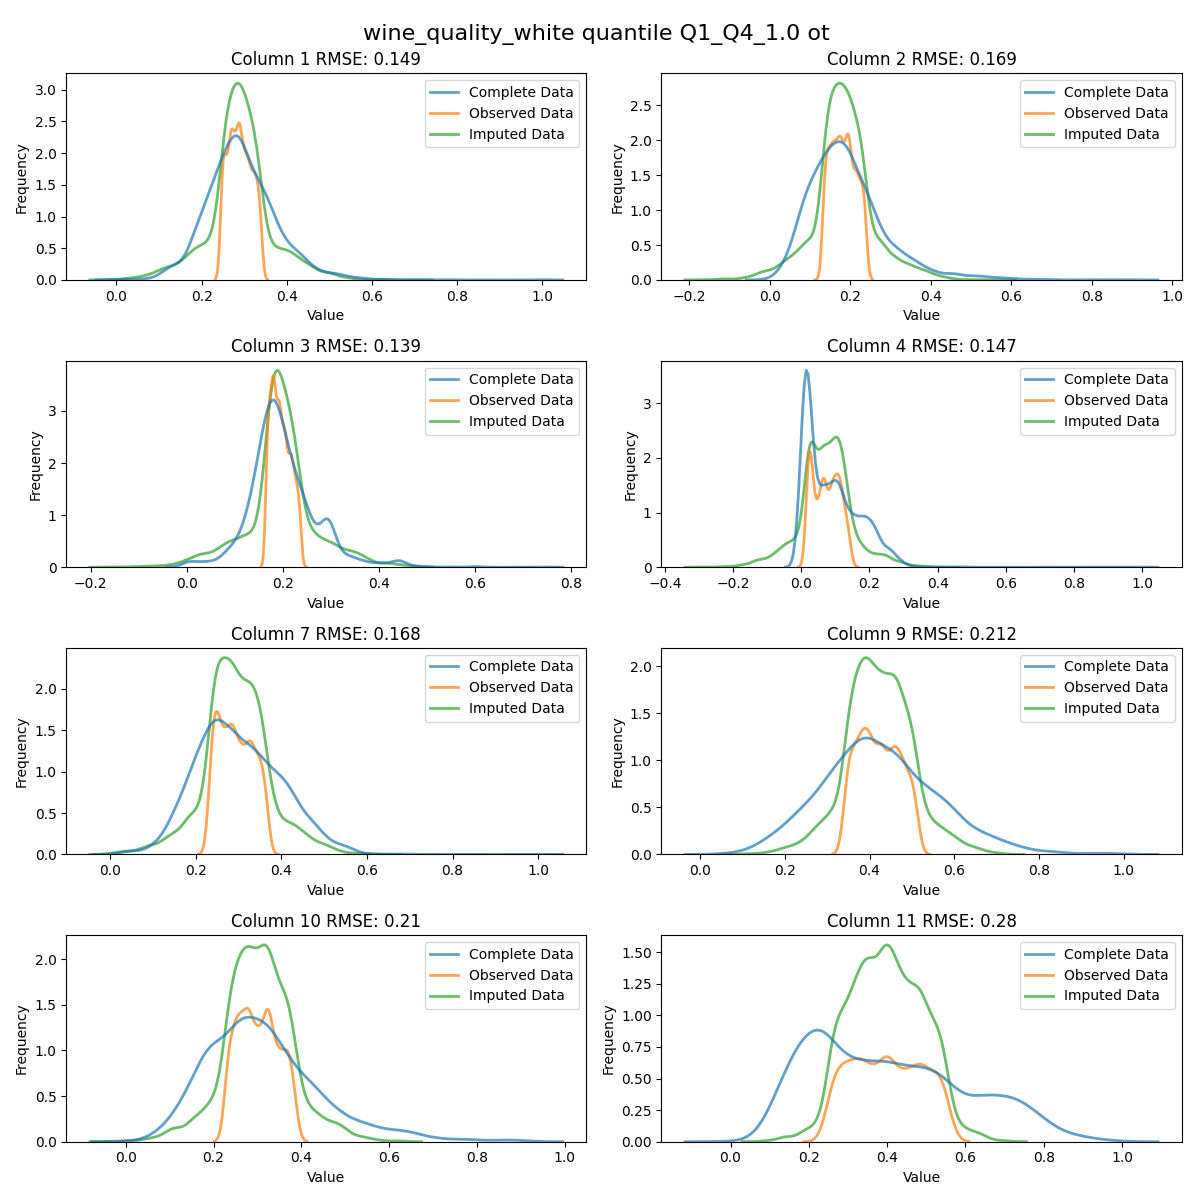 wine_quality_white quantile Q1_Q4_1.0 ot
Column 1 RMSE: 0.149
Frequency
3.0
2.5
2.0
1.5
1.0
0.5
0.0
0.0 0.2 0.4 0.6 0.8 1.0
Value
Complete Data
Observed Data
Imputed Data
Column 2 RMSE: 0.169
Frequency
2.5
2.0
1.5
1.0
0.5
0.0
−0.2 0.0 0.2 0.4 0.6 0.8 1.0
Value
Complete Data
Observed Data
Imputed Data
Column 3 RMSE: 0.139
Frequency
3
2
1
0
−0.2 0.0 0.2 0.4 0.6 0.8
Value
Complete Data
Observed Data
Imputed Data
Column 4 RMSE: 0.147
Frequency
3
2
1
0
−0.4 −0.2 0.0 0.2 0.4 0.6 0.8 1.0
Value
Complete Data
Observed Data
Imputed Data
Column 7 RMSE: 0.168
Frequency
2.0
1.5
1.0
0.5
0.0
0.0 0.2 0.4 0.6 0.8 1.0
Value
Complete Data
Observed Data
Imputed Data
Column 9 RMSE: 0.212
Frequency
2.0
1.5
1.0
0.5
0.0
0.0 0.2 0.4 0.6 0.8 1.0
Value
Complete Data
Observed Data
Imputed Data
Column 10 RMSE: 0.21
Frequency
2.0
1.5
1.0
0.5
0.0
0.0 0.2 0.4 0.6 0.8 1.0
Value
Complete Data
Observed Data
Imputed Data
Column 11 RMSE: 0.28
Frequency
1.50
1.25
1.00
0.75
0.50
0.25
0.00
0.0 0.2 0.4 0.6 0.8 1.0
Value
Complete Data
Observed Data
Imputed Data